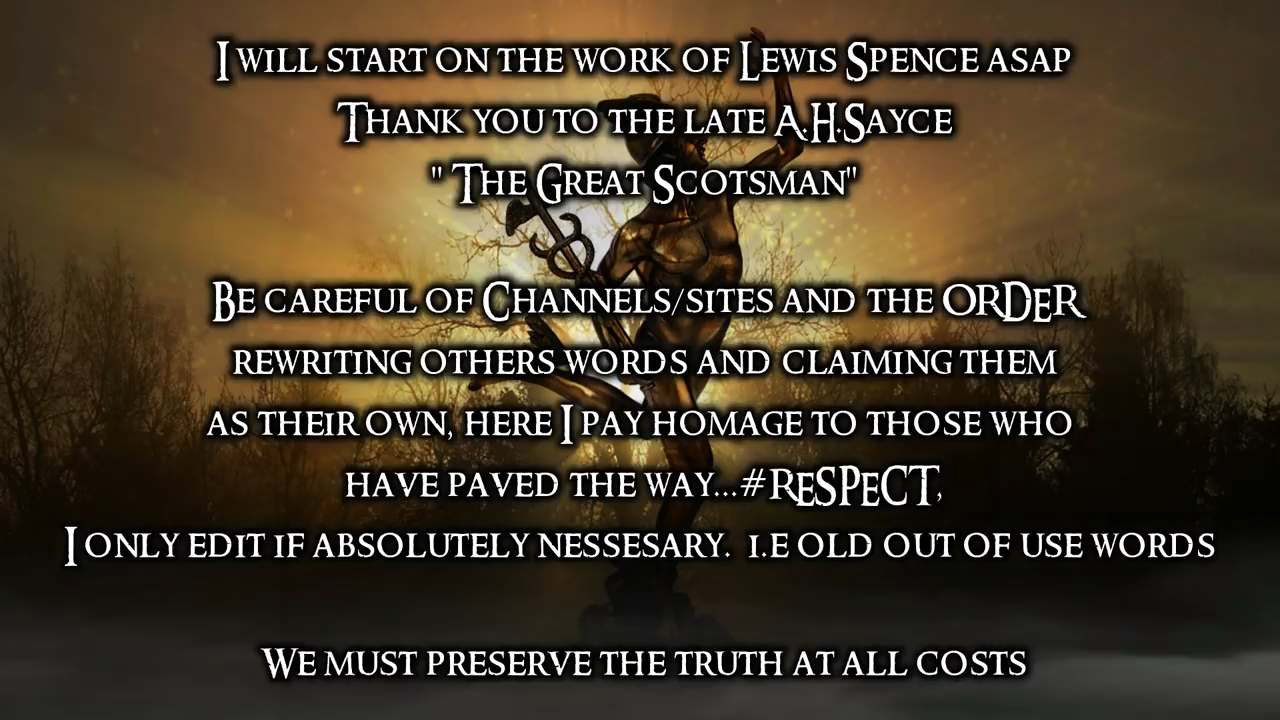 I will start on the work of Lewis Spence asap
Thank you to the late A.H.Sayce
" The Great Scotsman"
Be careful of Channels/sites and the ORDER
rewriting others words and claiming them
as their own, here I pay homage to those who
have paved the way...#RESPECT,
I only edit if absolutely nessesary. i.e old out of use words
We must preserve the truth at all costs